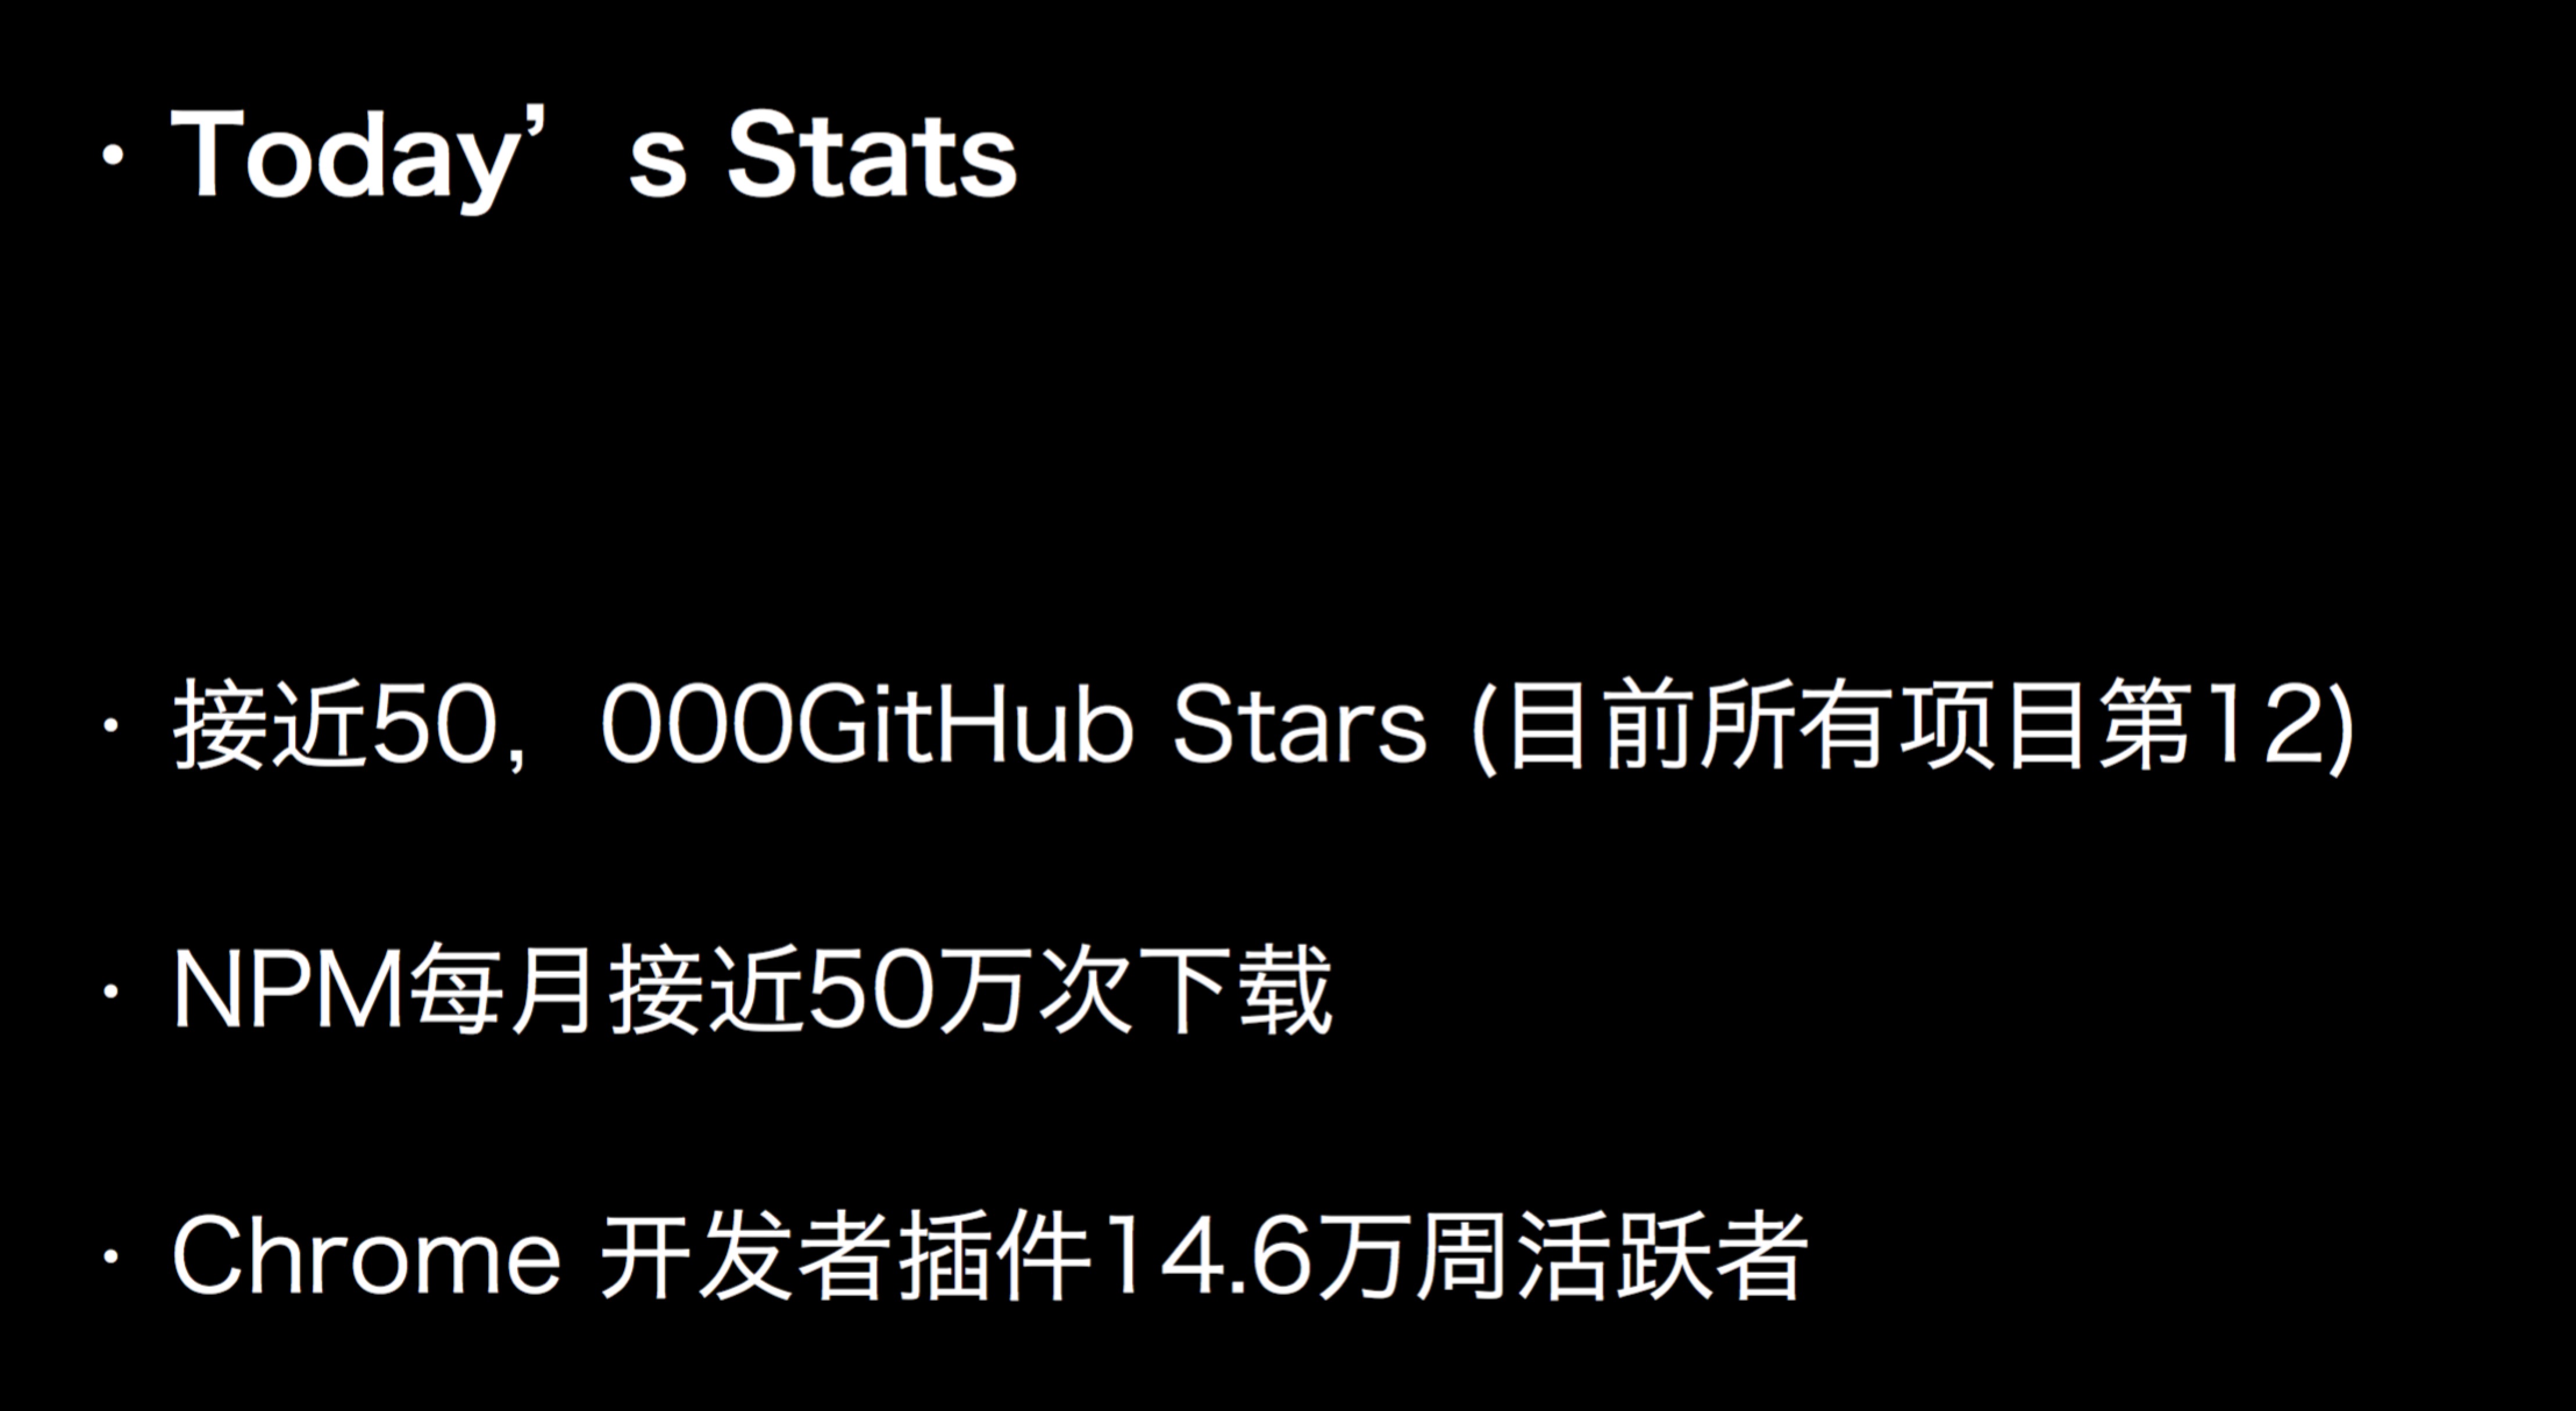 · Today’s Stats
· 接近50，000GitHub Stars (目前所有项目第12)
· NPM每月接近50万次下载
· Chrome 开发者插件14.6万周活跃者